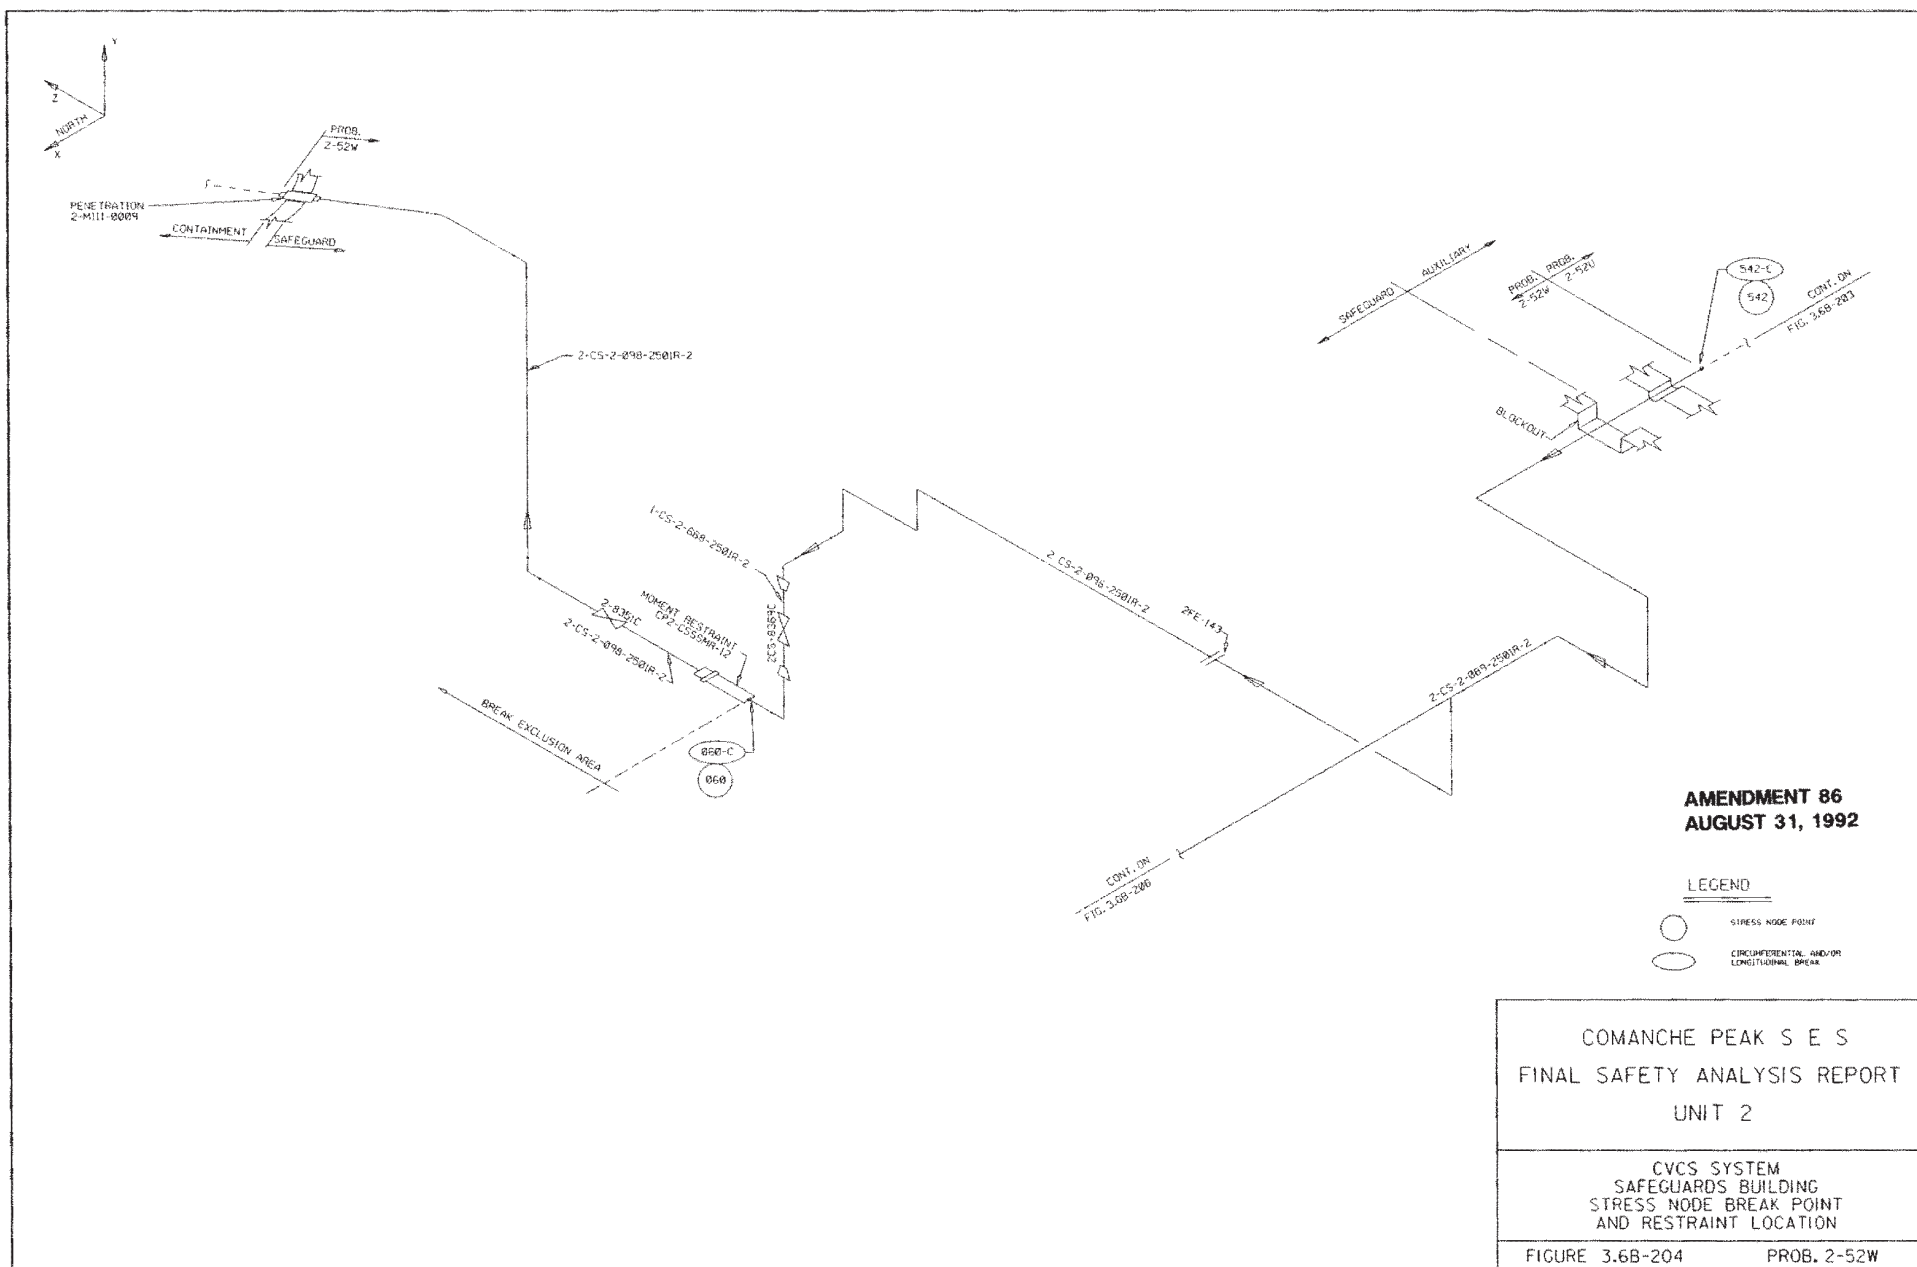 Y
Z
NORTH
X
PROB.
2-52W
PENETRATION
2-MIII-0009
CONTAINMENT
SAFEGUARD
2-CS-2-098-2501R-2
AUXILIARY
SAFEGUARD
PROB. PROB.
2-52W 2-52U
542-C
542
CONT. ON
FIG. 3.6B-203
BLOCKOUT
1-CS-2-668-2501R-2
2-8351C
2-CS-2-098-2501R-2
MOMENT RESTRAINT
CP2-CSSSMR-12
2CS-8369C
2 CS-2-096-2501R-2
2FE-143
2-CS-2-089-2501R-2
BREAK EXCLUSION AREA
060-C
060
CONT. ON
FIG. 3.6B-206
AMENDMENT 86
AUGUST 31, 1992
LEGEND
STRESS NODE POINT
CIRCUMFERENTIAL AND/OR
LONGITUDINAL BREAK
COMANCHE PEAK S E S
FINAL SAFETY ANALYSIS REPORT
UNIT 2
CVCS SYSTEM
SAFEGUARDS BUILDING
STRESS NODE BREAK POINT
AND RESTRAINT LOCATION
FIGURE 3.6B-204 PROB. 2-52W